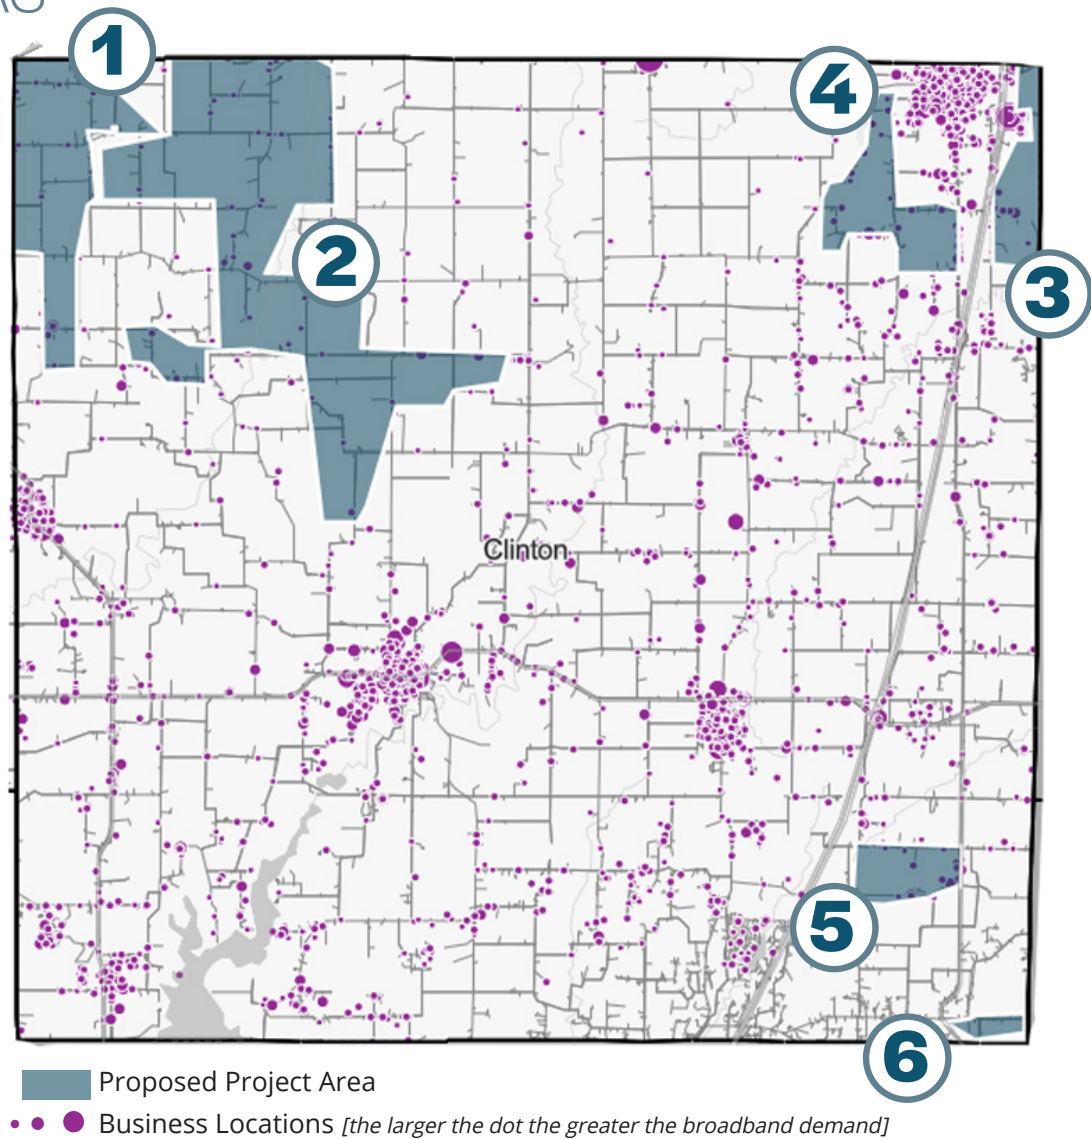 1
4
2
3
Clinton
5
6
Proposed Project Area
Business Locations [the larger the dot the greater the broadband demand]